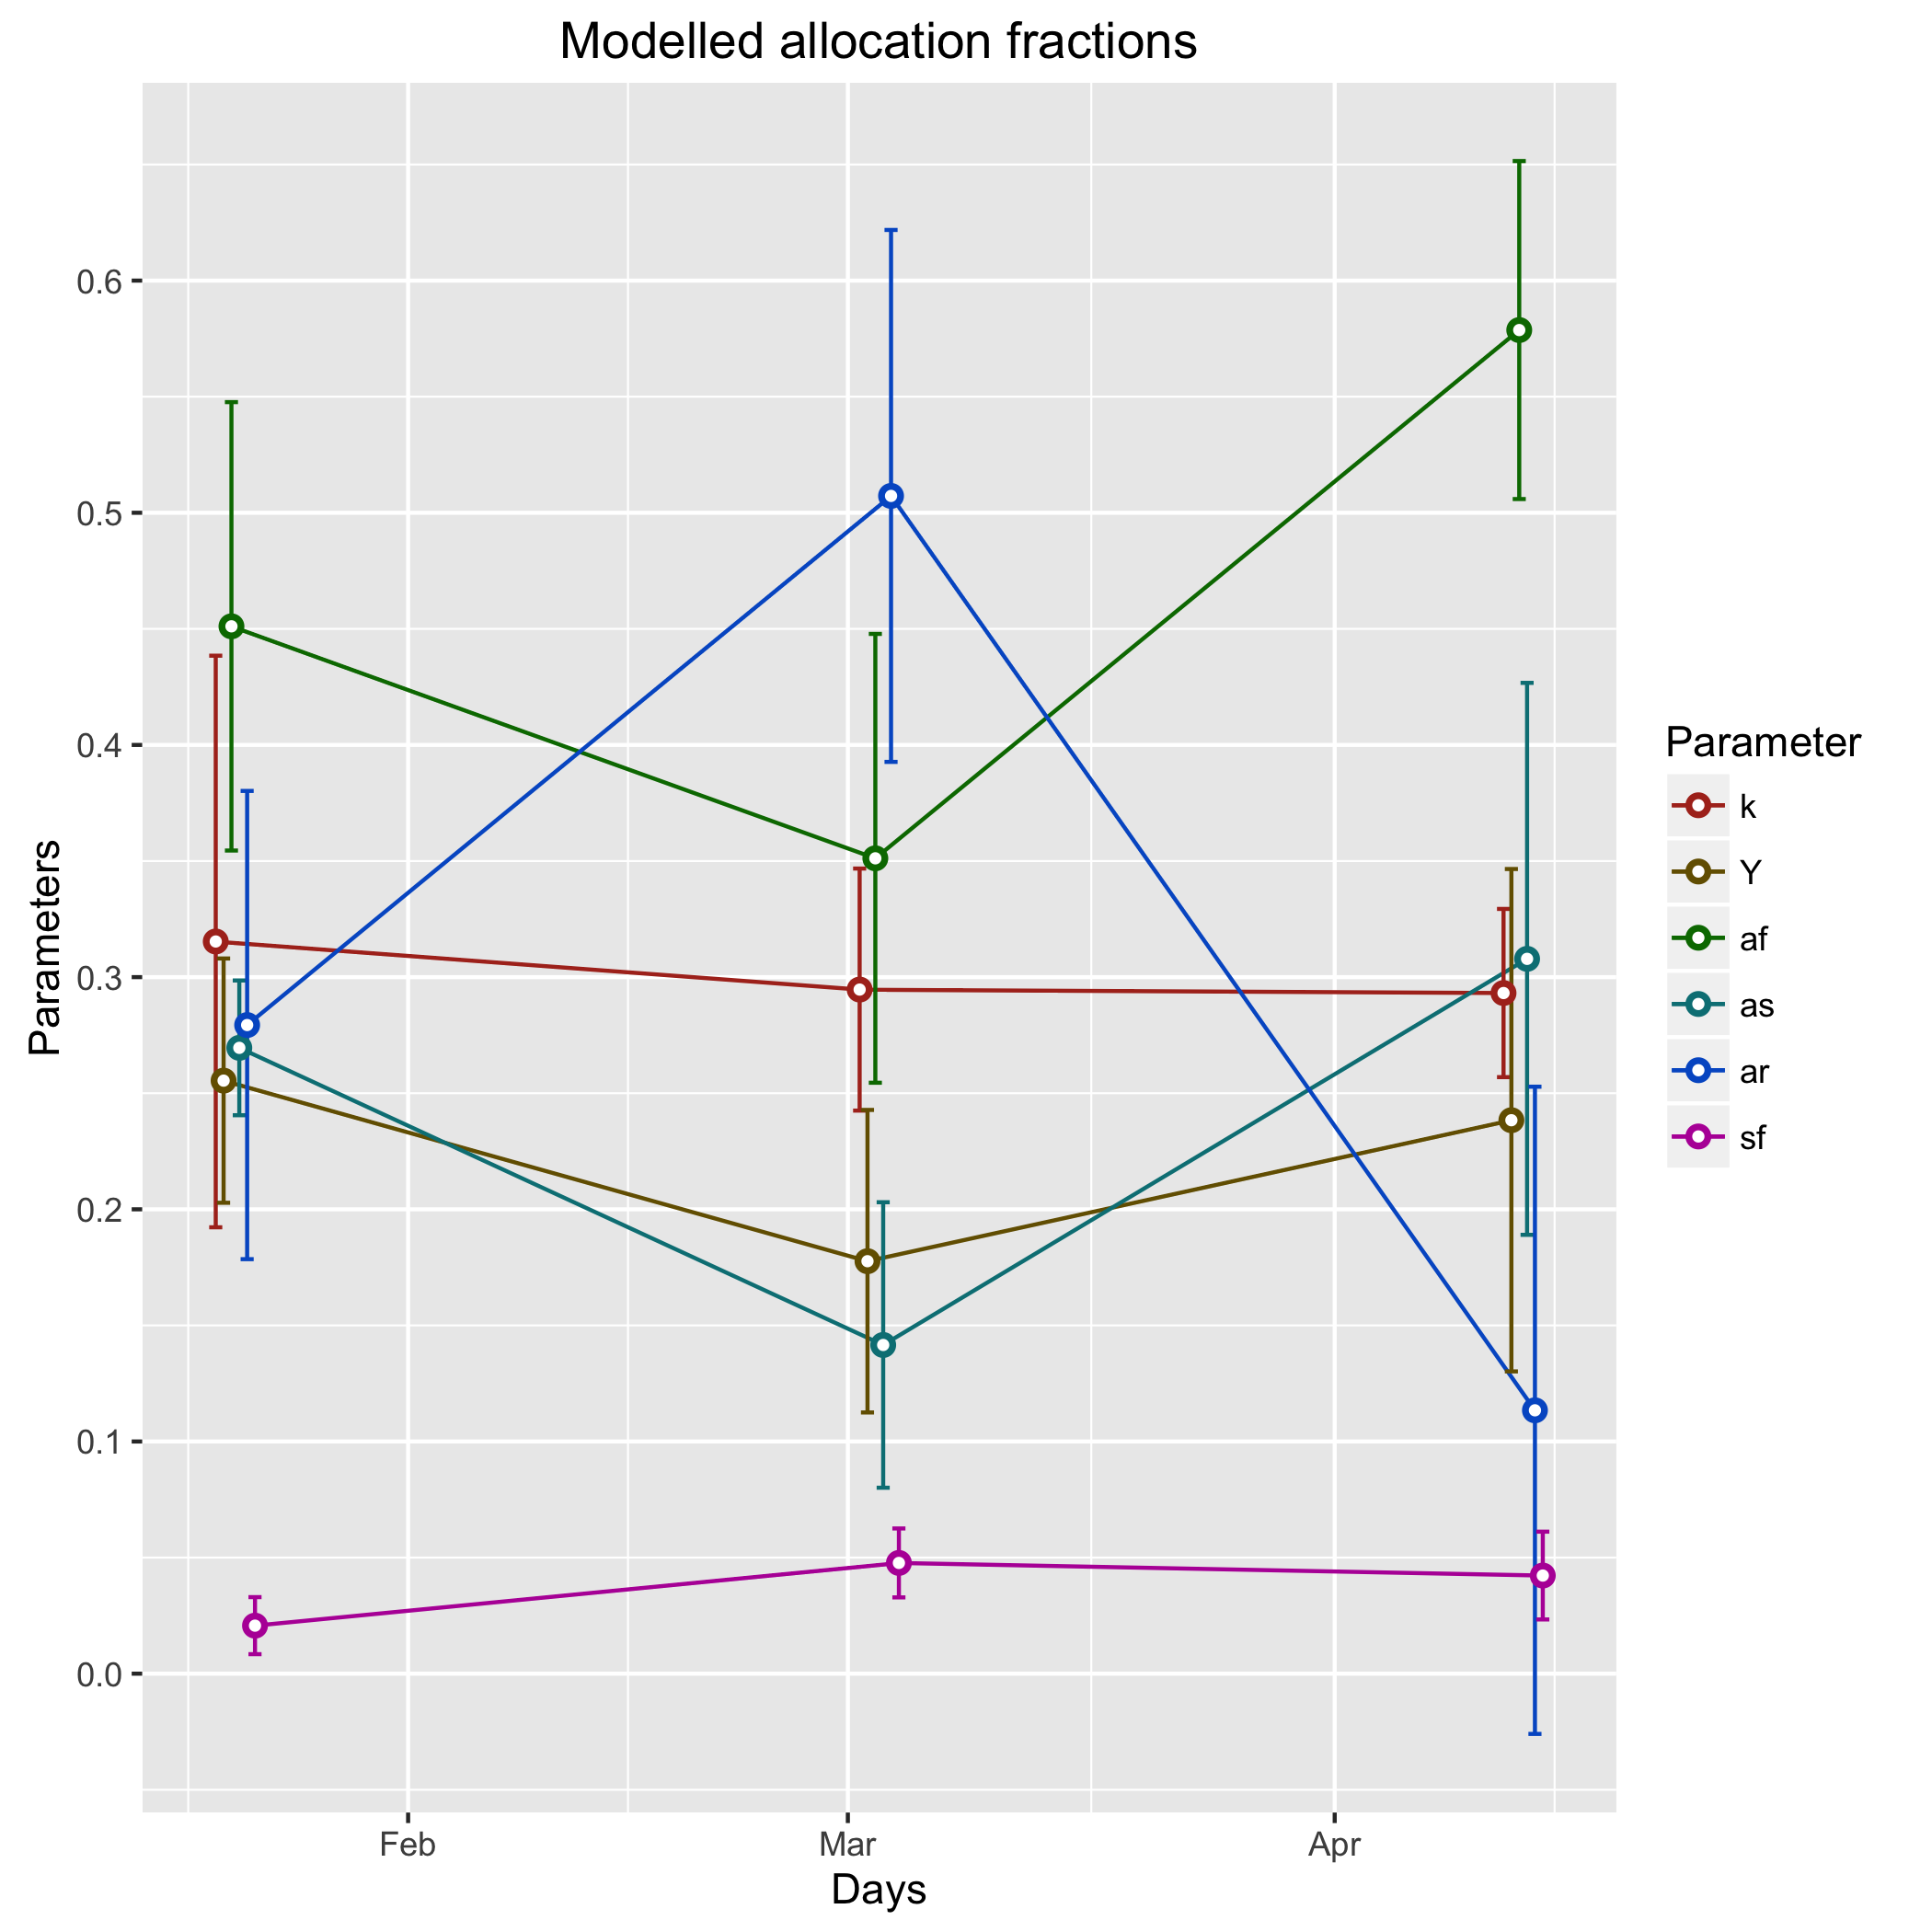 Modelled allocation fractions
Parameters
0.6
0.5
0.4
0.3
0.2
0.1
0.0
Feb Mar Apr
Days
Parameter
k
Y
af
as
ar
sf